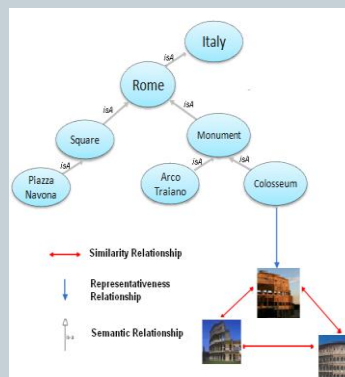 Italy
isA
Rome
isA
isA
Square
Monument
isA
isA
isA
Piazza
Navona
Arco
Traiano
Colosseum
Similarity Relationship
Representativeness
Relationship
Semantic Relationship